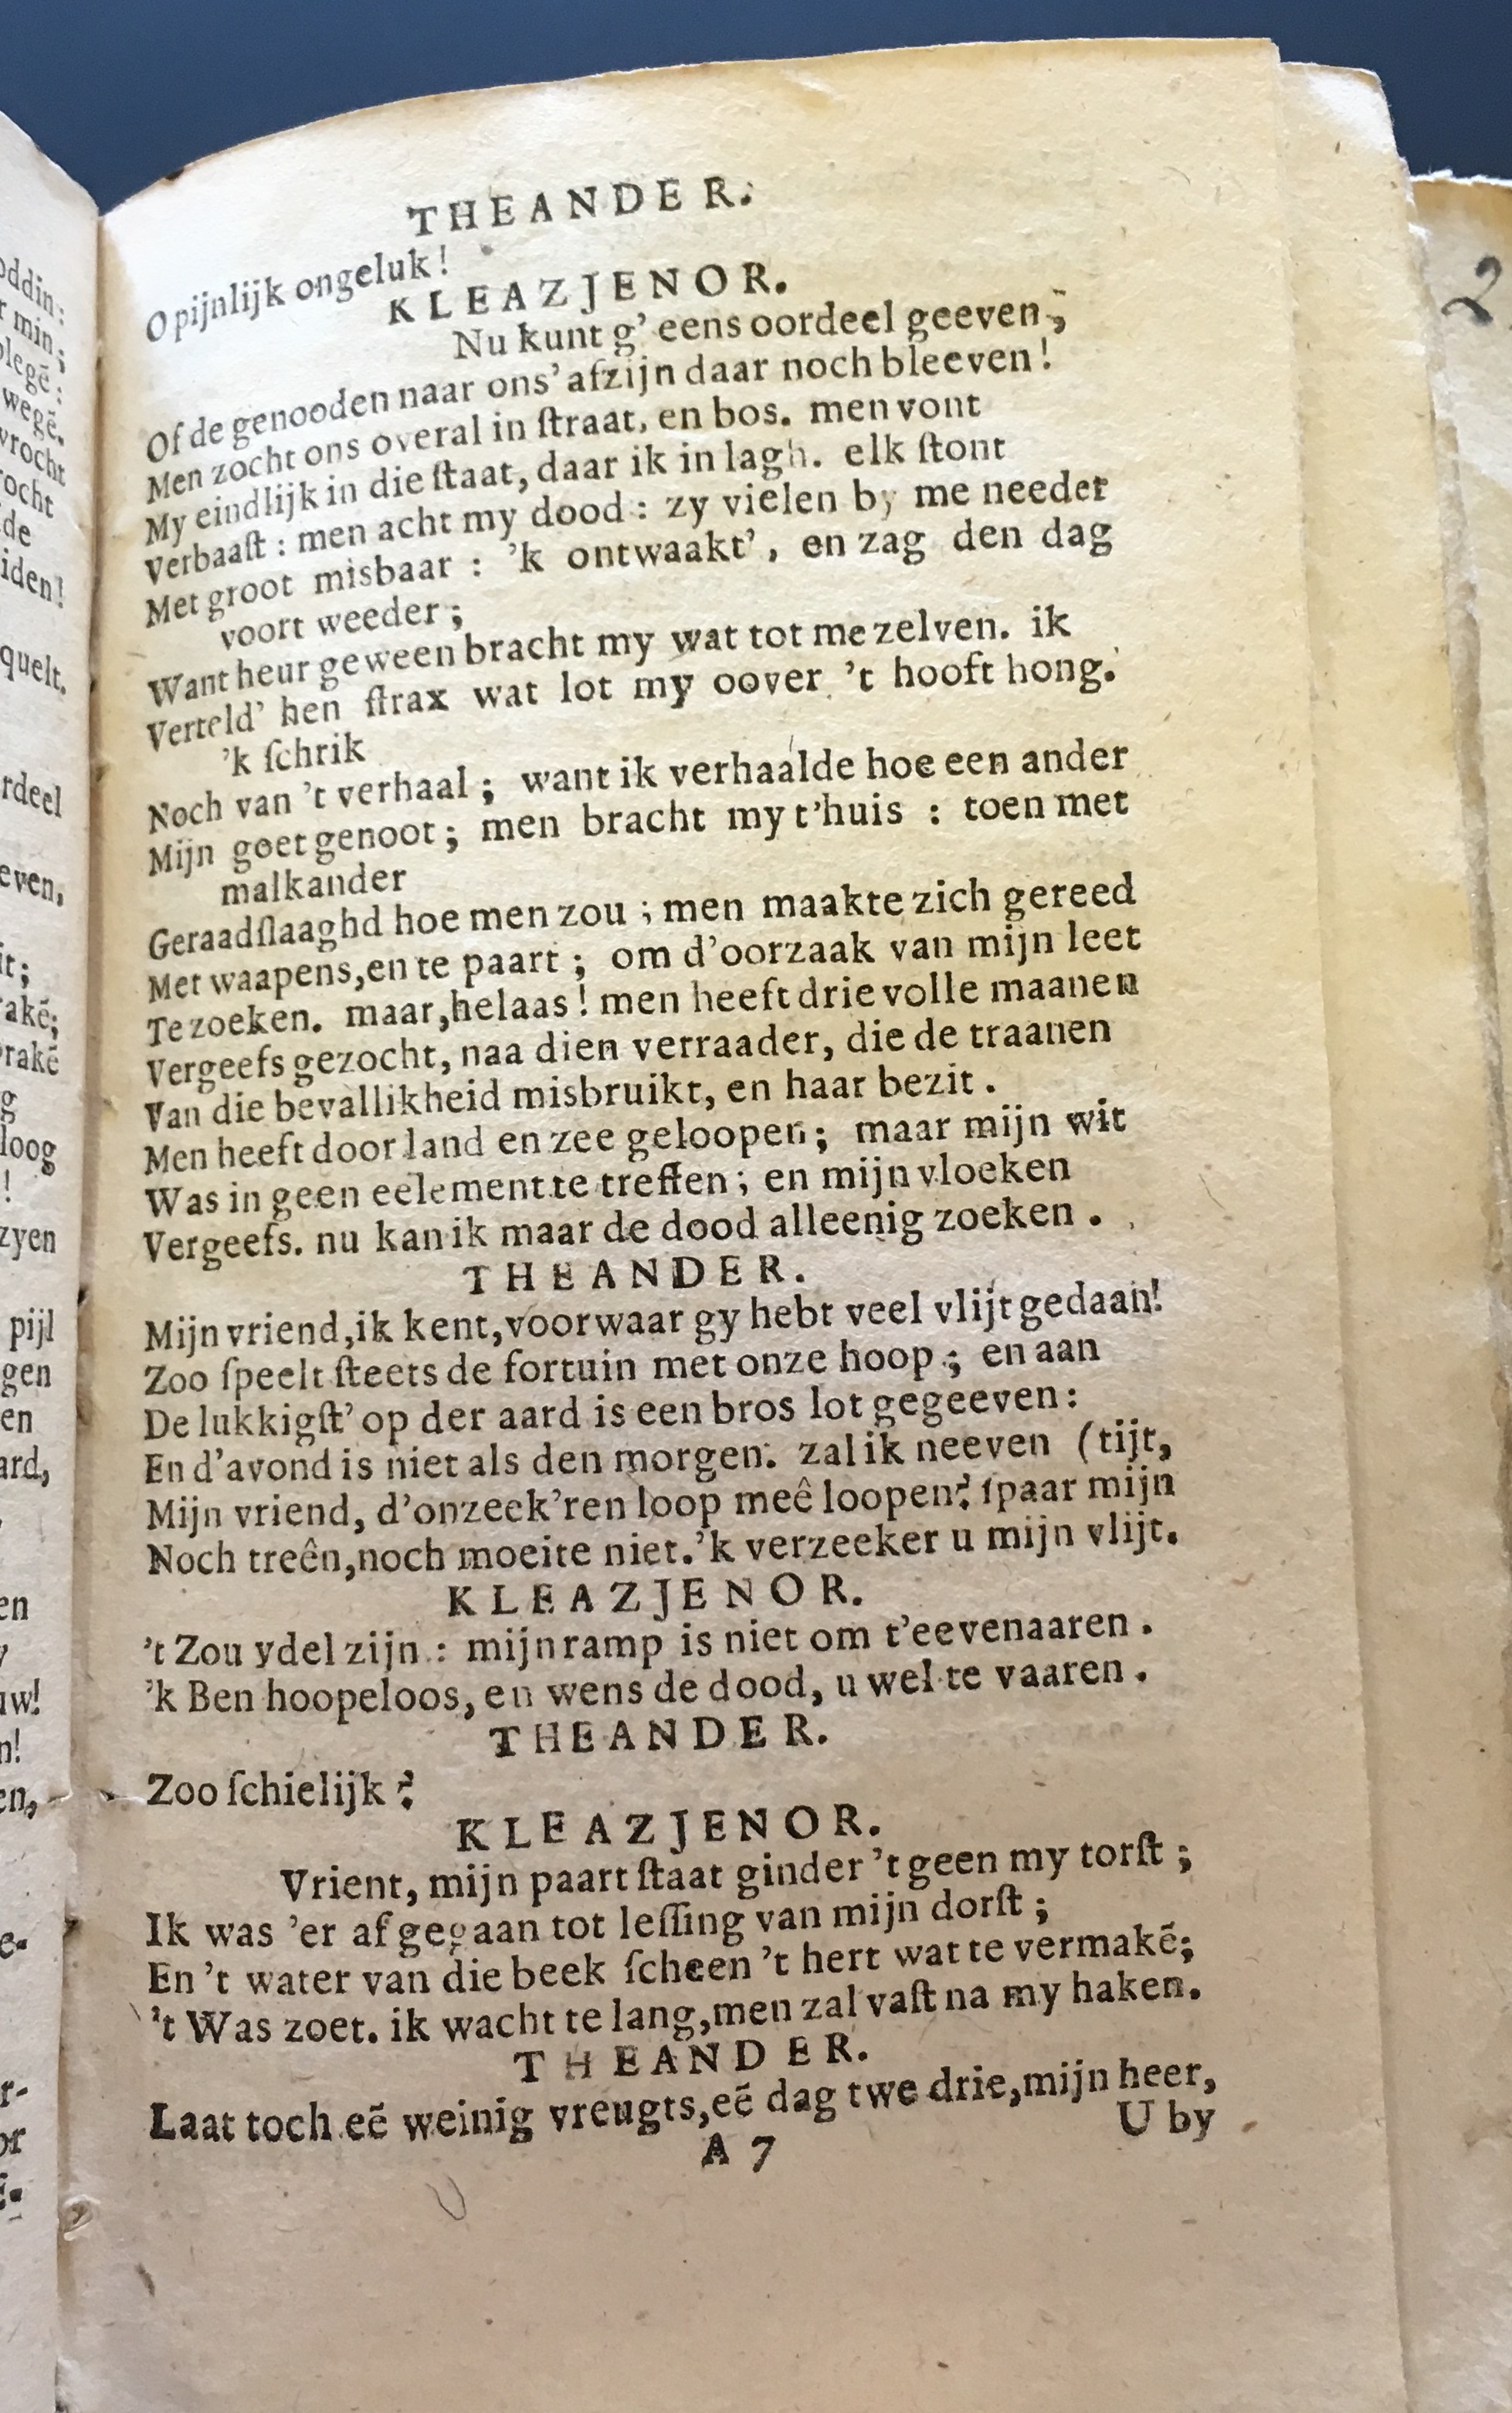 THEANDER.
O pijnlijk ongeluk!
KLEAZJENOR.
Nu kunt g' eens oordeel geeven,
Of de genooden naar ons' afzijn daar noch bleeven!
Men zocht ons overal in ſtraat, en bos. men vont
My eindlijk in die ſtaat, daar ik in lagh. elk ſtont
Verbaaſt: men acht my dood: zy vielen by me needer
Met groot misbaar: 'k ontwaakt', en zag den dag
voort weeder;
Want heur geween bracht my wat tot me zelven. ik
Verteld' hen ſtrax wat lot my oover 't hooft hong.
'k ſchrik
Noch van 't verhaal; want ik verhaalde hoe een ander
Mijn goet genoot; men bracht my t'huis: toen met
malkander
Geraadſlaaghd hoe men zou; men maakte zich gereed
Met waapens, en te paart; om d'oorzaak van mijn leet
Te zoeken. maar, helaas! men heeft drie volle maanen
Vergeefs gezocht, naa dien verraader, die de traanen
Van die bevallikheid misbruikt, en haar bezit.
Men heeft door land en zee geloopen; maar mijn wit
Was in geen eelement te treffen; en mijn vloeken
Vergeefs. nu kan ik maar de dood alleenig zoeken.
THEANDER.
Mijn vriend, ik kent, voorwaar gy hebt veel vlijt gedaan!
Zoo ſpeelt ſteets de fortuin met onze hoop; en aan
De lukkigſt' op der aard is een bros lot gegeeven:
En d'avond is niet als den morgen. zal ik neeven (tijt,
Mijn vriend, d'onzeek'ren loop meê loopen? ſpaar mijn
Noch treên, noch moeite niet. 'k verzeeker u mijn vlijt.
KLEAZJENOR.
't Zou ydel zijn: mijn ramp is niet om t'eevenaaren.
'k Ben hoopeloos, en wens de dood, u wel te vaaren.
THEANDER.
Zoo ſchielijk?
KLEAZJENOR.
Vrient, mijn paart ſtaat ginder 't geen my torſt;
Ik was 'er af gegaan tot leſſing van mijn dorſt;
En 't water van die beek ſcheen 't hert wat te vermakē;
't Was zoet. ik wacht te lang, men zal vaſt na my haken.
THEANDER.
Laat toch eē weinig vreugts, eē dag twe drie, mijn heer,
A 7
U by
2